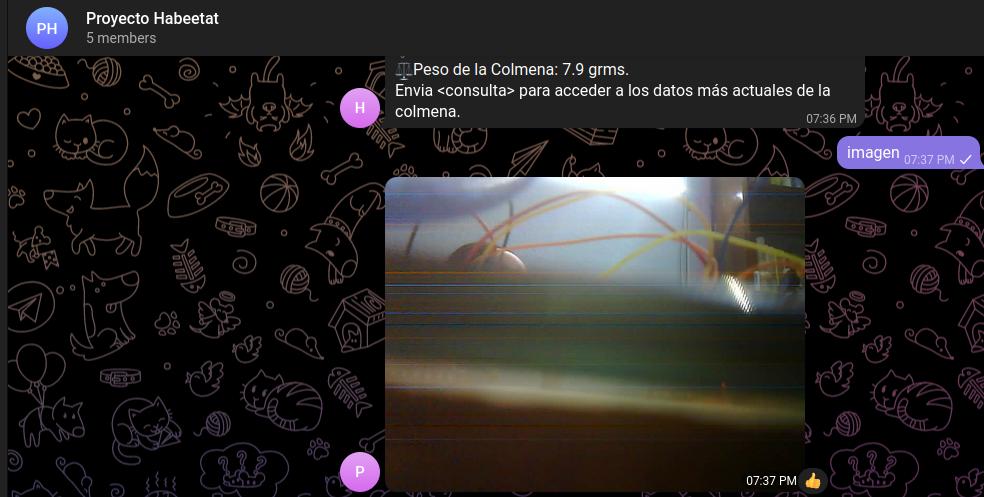 PH
Proyecto Habeetat
5 members
⚖️Peso de la Colmena: 7.9 grms.
Envia <consulta> para acceder a los datos más actuales de la
colmena.
07:36 PM
H
imagen 07:37 PM
P
07:37 PM 👍